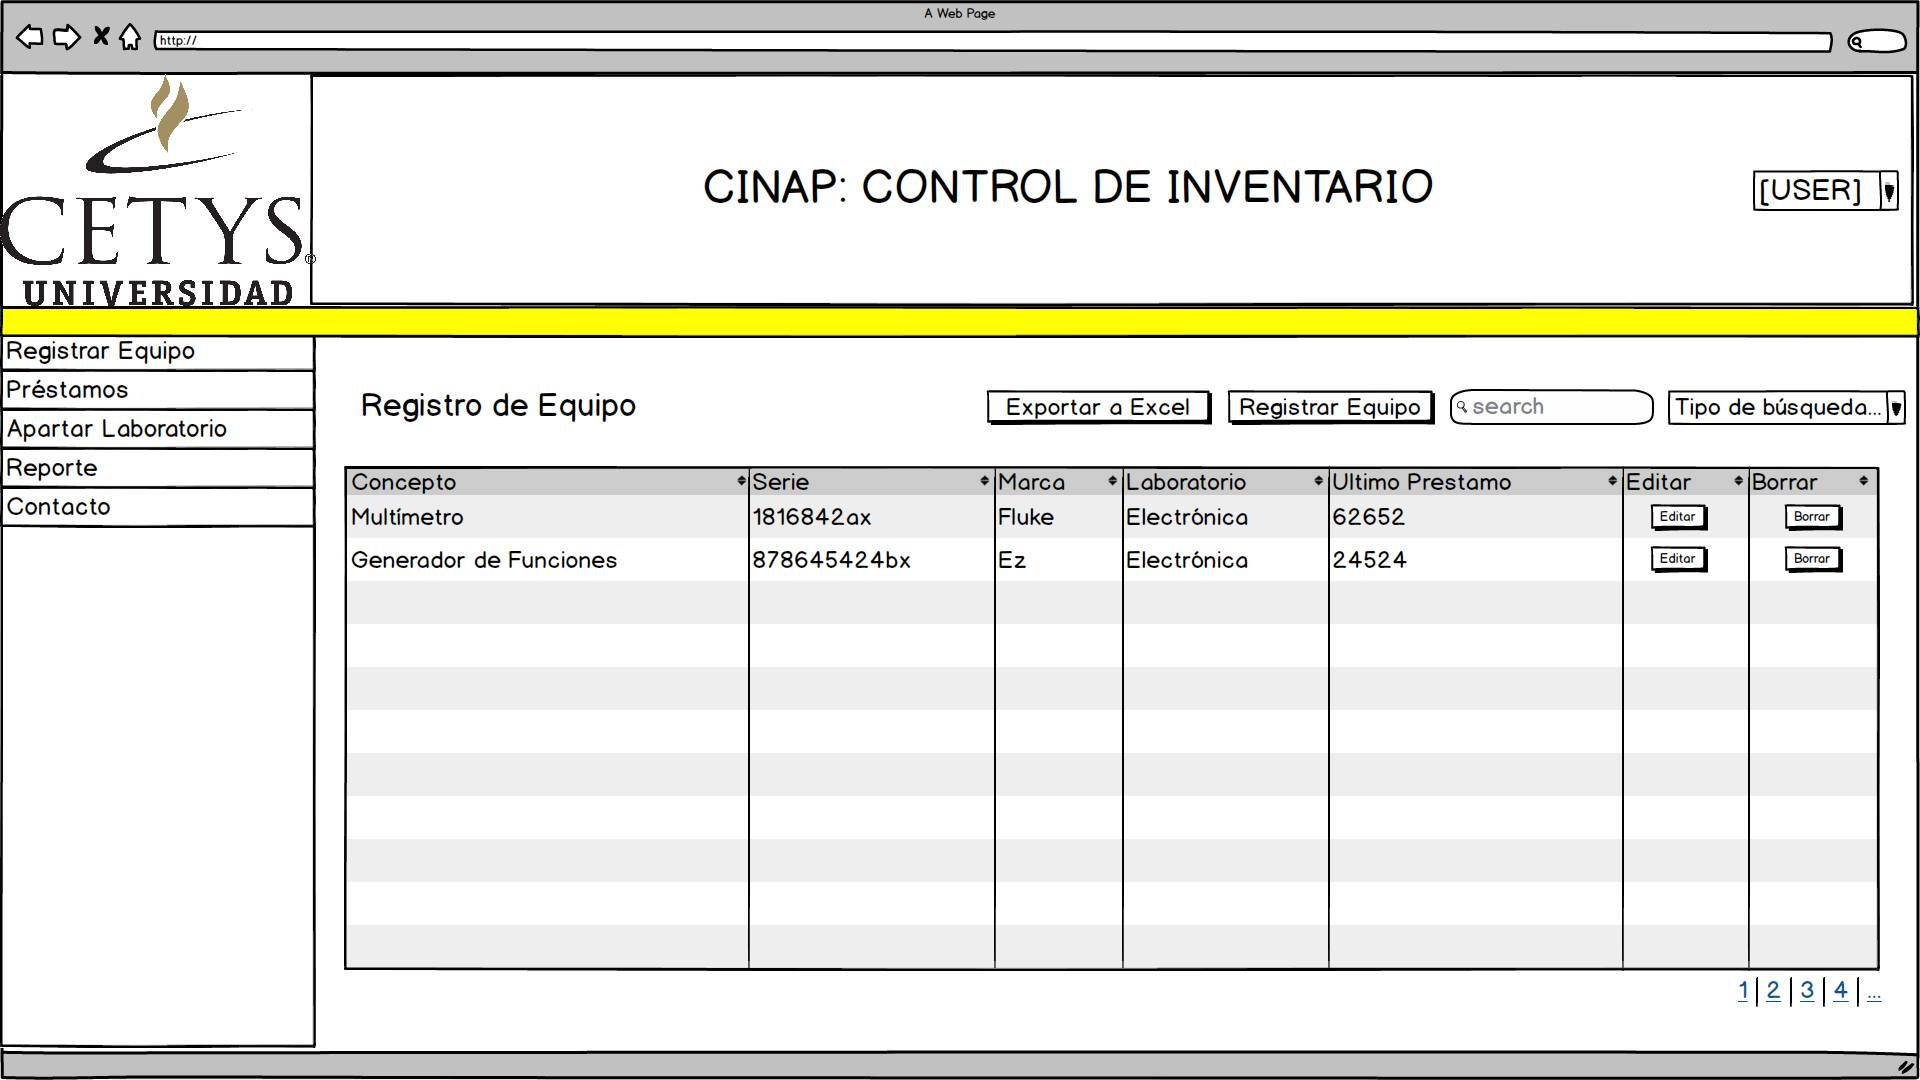 A Web Page
http://
CETYS®
UNIVERSIDAD
CINAP: CONTROL DE INVENTARIO
[USER]
Registrar Equipo
Préstamos
Apartar Laboratorio
Reporte
Contacto
Registro de Equipo
Exportar a Excel
Registrar Equipo
search
Tipo de búsqueda...
Concepto Serie Marca Laboratorio Ultimo Prestamo Editar Borrar
Multímetro 1816842ax Fluke Electrónica 62652 Editar Borrar
Generador de Funciones 878645424bx Ez Electrónica 24524 Editar Borrar
1 | 2 | 3 | 4 | ...